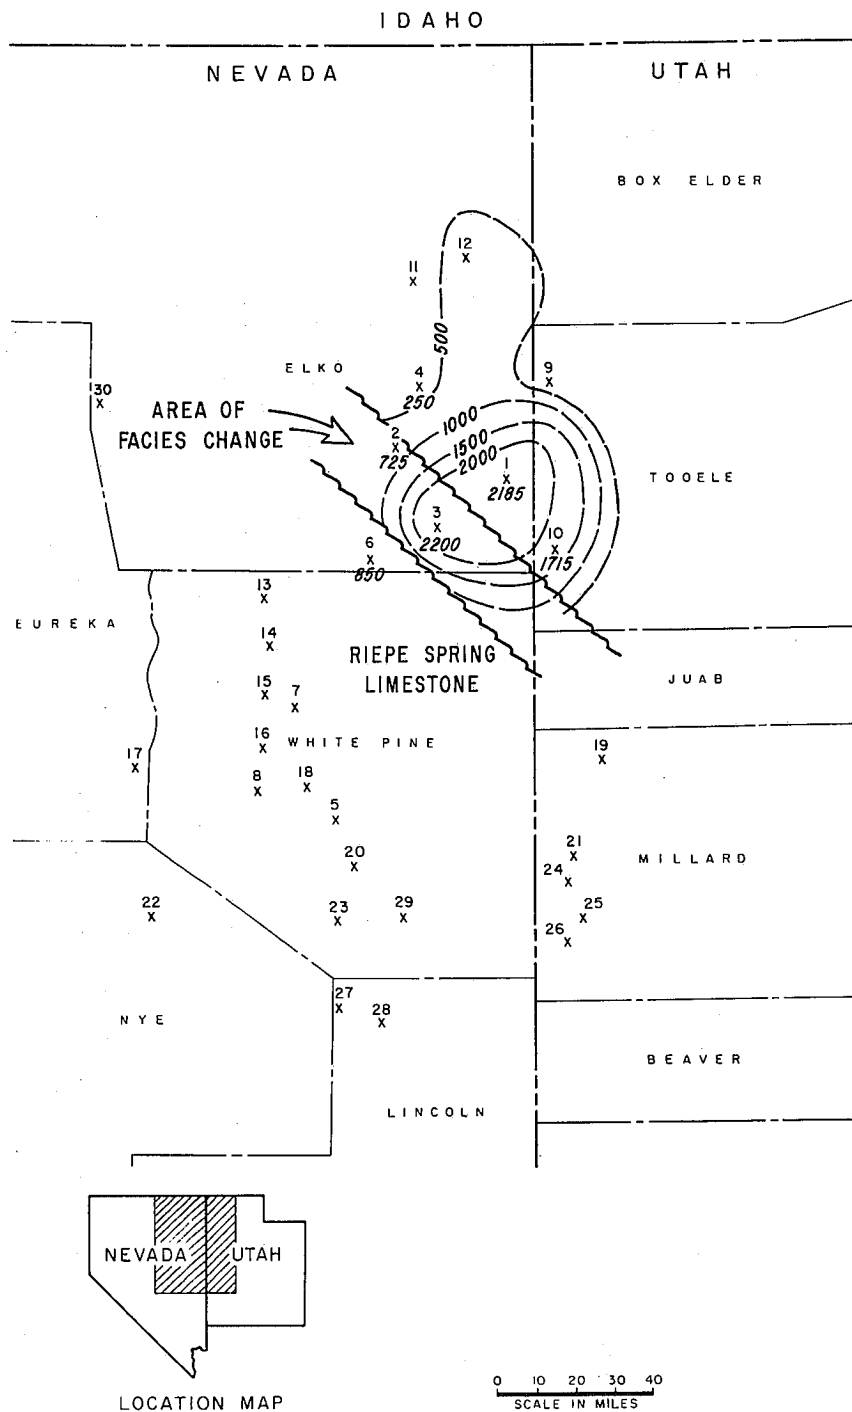 IDAHO
NEVADA
UTAH
BOX ELDER
12
X
11
X
500
ELKO
4
X
250
9
X
30
X
AREA OF
FACIES CHANGE
1000
1500
2000
2
X
725
1
X
2185
TOOELE
3
X
2200
10
X
1715
6
X
850
13
X
EUREKA
14
X
RIEPE SPRING
LIMESTONE
JUAB
15
X
7
X
16
X
WHITE PINE
17
X
19
X
8
X
18
X
5
X
20
X
21
X
MILLARD
24
X
22
X
23
X
29
X
25
X
26
X
27
X
28
X
NYE
BEAVER
LINCOLN
NEVADA
UTAH
LOCATION MAP
0 10 20 30 40
SCALE IN MILES